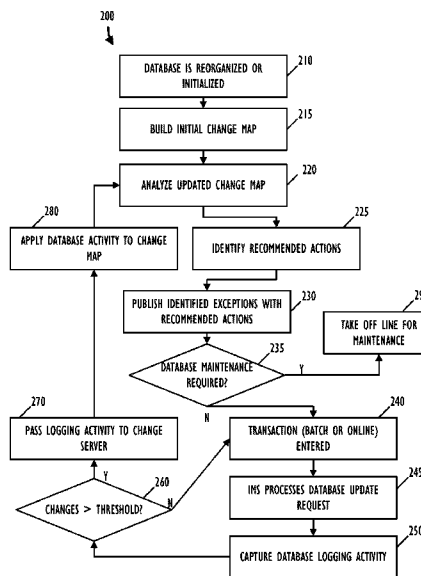 200
210
DATABASE IS REORGANIZED OR
INITIALIZED
215
BUILD INITIAL CHANGE MAP
220
ANALYZE UPDATED CHANGE MAP
280
APPLY DATABASE ACTIVITY TO CHANGE
MAP
225
IDENTIFY RECOMMENDED ACTIONS
230
PUBLISH IDENTIFIED EXCEPTIONS WITH
RECOMMENDED ACTIONS
TAKE OFF LINE FOR
MAINTENANCE
235
DATABASE MAINTENANCE
REQUIRED?
Y
N
270
PASS LOGGING ACTIVITY TO CHANGE
SERVER
240
TRANSACTION (BATCH OR ONLINE)
ENTERED
Y
260
CHANGES > THRESHOLD?
N
245
IMS PROCESSES DATABASE UPDATE
REQUEST
250
CAPTURE DATABASE LOGGING ACTIVITY